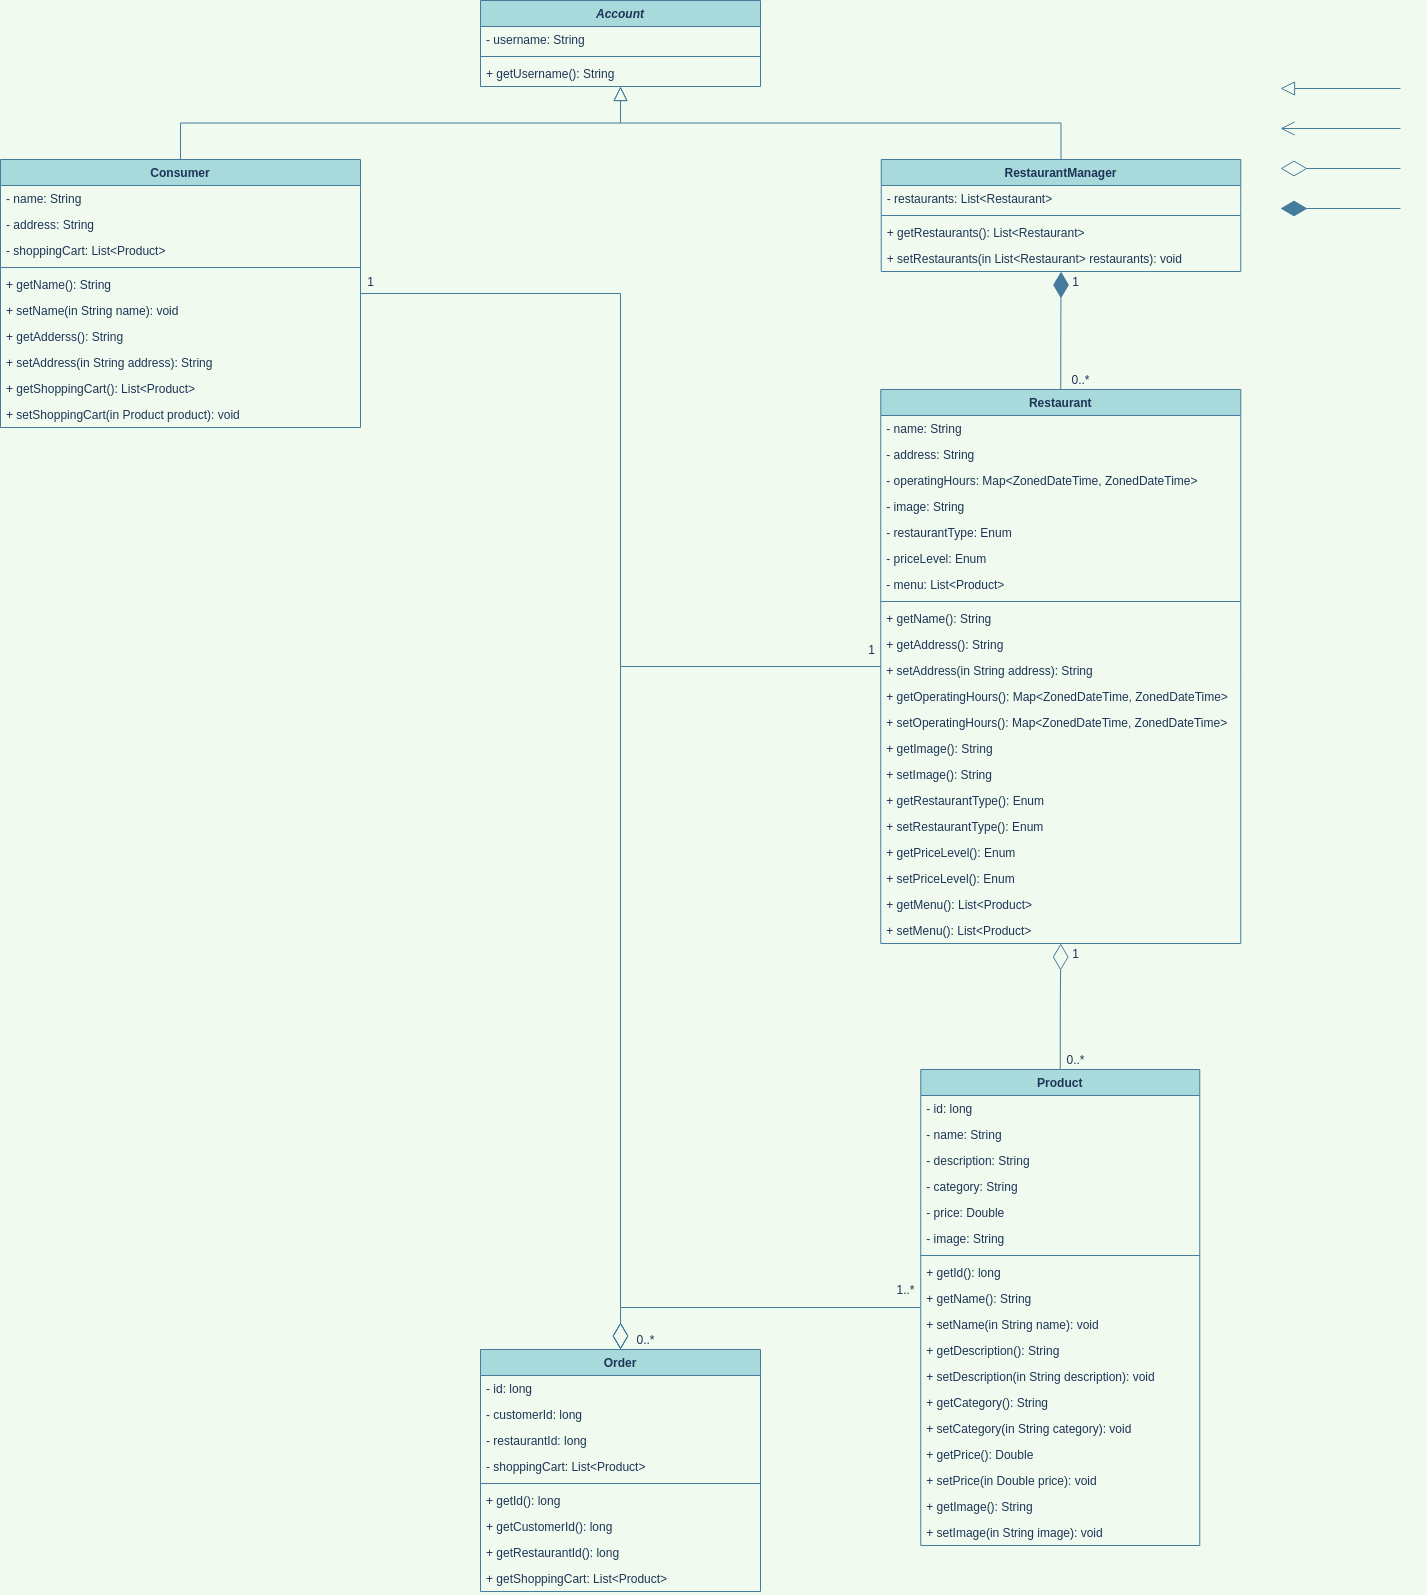 Account
- username: String
+ getUsername(): String
Consumer
- name: String
- address: String
- shoppingCart: List<Product>
+ getName(): String
+ setName(in String name): void
+ getAdderss(): String
+ setAddress(in String address): String
+ getShoppingCart(): List<Product>
+ setShoppingCart(in Product product): void
1
RestaurantManager
- restaurants: List<Restaurant>
+ getRestaurants(): List<Restaurant>
+ setRestaurants(in List<Restaurant> restaurants): void
1
0..*
Restaurant
- name: String
- address: String
- operatingHours: Map<ZonedDateTime, ZonedDateTime>
- image: String
- restaurantType: Enum
- priceLevel: Enum
- menu: List<Product>
+ getName(): String
+ getAddress(): String
+ setAddress(in String address): String
+ getOperatingHours(): Map<ZonedDateTime, ZonedDateTime>
+ setOperatingHours(): Map<ZonedDateTime, ZonedDateTime>
+ getImage(): String
+ setImage(): String
+ getRestaurantType(): Enum
+ setRestaurantType(): Enum
+ getPriceLevel(): Enum
+ setPriceLevel(): Enum
+ getMenu(): List<Product>
+ setMenu(): List<Product>
1
1
0..*
Product
- id: long
- name: String
- description: String
- category: String
- price: Double
- image: String
+ getId(): long
+ getName(): String
+ setName(in String name): void
+ getDescription(): String
+ setDescription(in String description): void
+ getCategory(): String
+ setCategory(in String category): void
+ getPrice(): Double
+ setPrice(in Double price): void
+ getImage(): String
+ setImage(in String image): void
1..*
0..*
Order
- id: long
- customerId: long
- restaurantId: long
- shoppingCart: List<Product>
+ getId(): long
+ getCustomerId(): long
+ getRestaurantId(): long
+ getShoppingCart: List<Product>